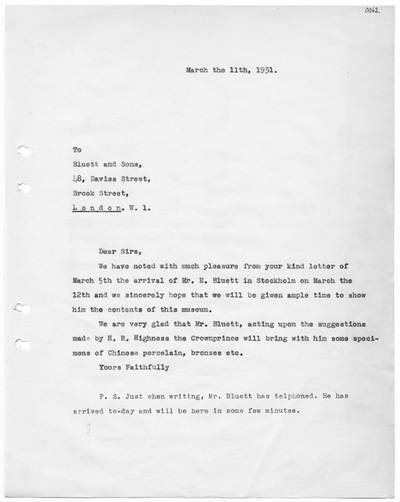 0362.
March the 11th, 1931.
To
Bluett and Sons,
48, Davies Street,
Brook Street,
L o n d o n. W. 1.
Dear Sirs,
We have noted with much pleasure from your kind letter of
March 5th the arrival of Mr. E. Bluett in Stockholm on March the
12th and we sincerely hope that we will be given ample time to show
him the contents of this museum.
We are very glad that Mr. Bluett, acting upon the suggestions
made by H. R. Highness the Crownprince will bring with him some speci-
mens of Chinese porcelain, bronses etc.
Yours Faithfully
P. S. Just when writing, Mr. Bluett has telphoned. He has
arrived to-day and will be here in some few minutes.